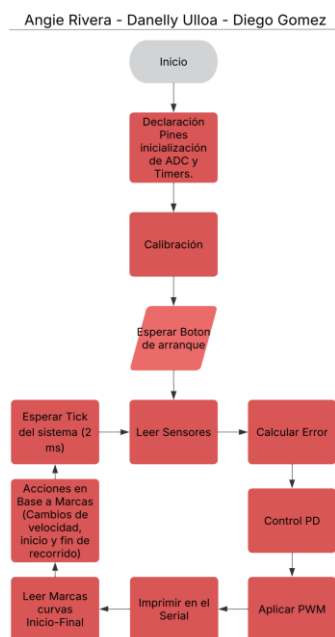 Angie Rivera - Danelly Ulloa - Diego Gomez
Inicio
Declaración
Pines
inicialización
de ADC y
Timers.
Calibración
Esperar Boton
de arranque
Esperar Tick
del sistema (2
ms)
Leer Sensores
Calcular Error
Acciones en
Base a Marcas
(Cambios de
velocidad,
inicio y fin de
recorrido)
Control PD
Leer Marcas
curvas
Inicio-Final
Imprimir en el
Serial
Aplicar PWM